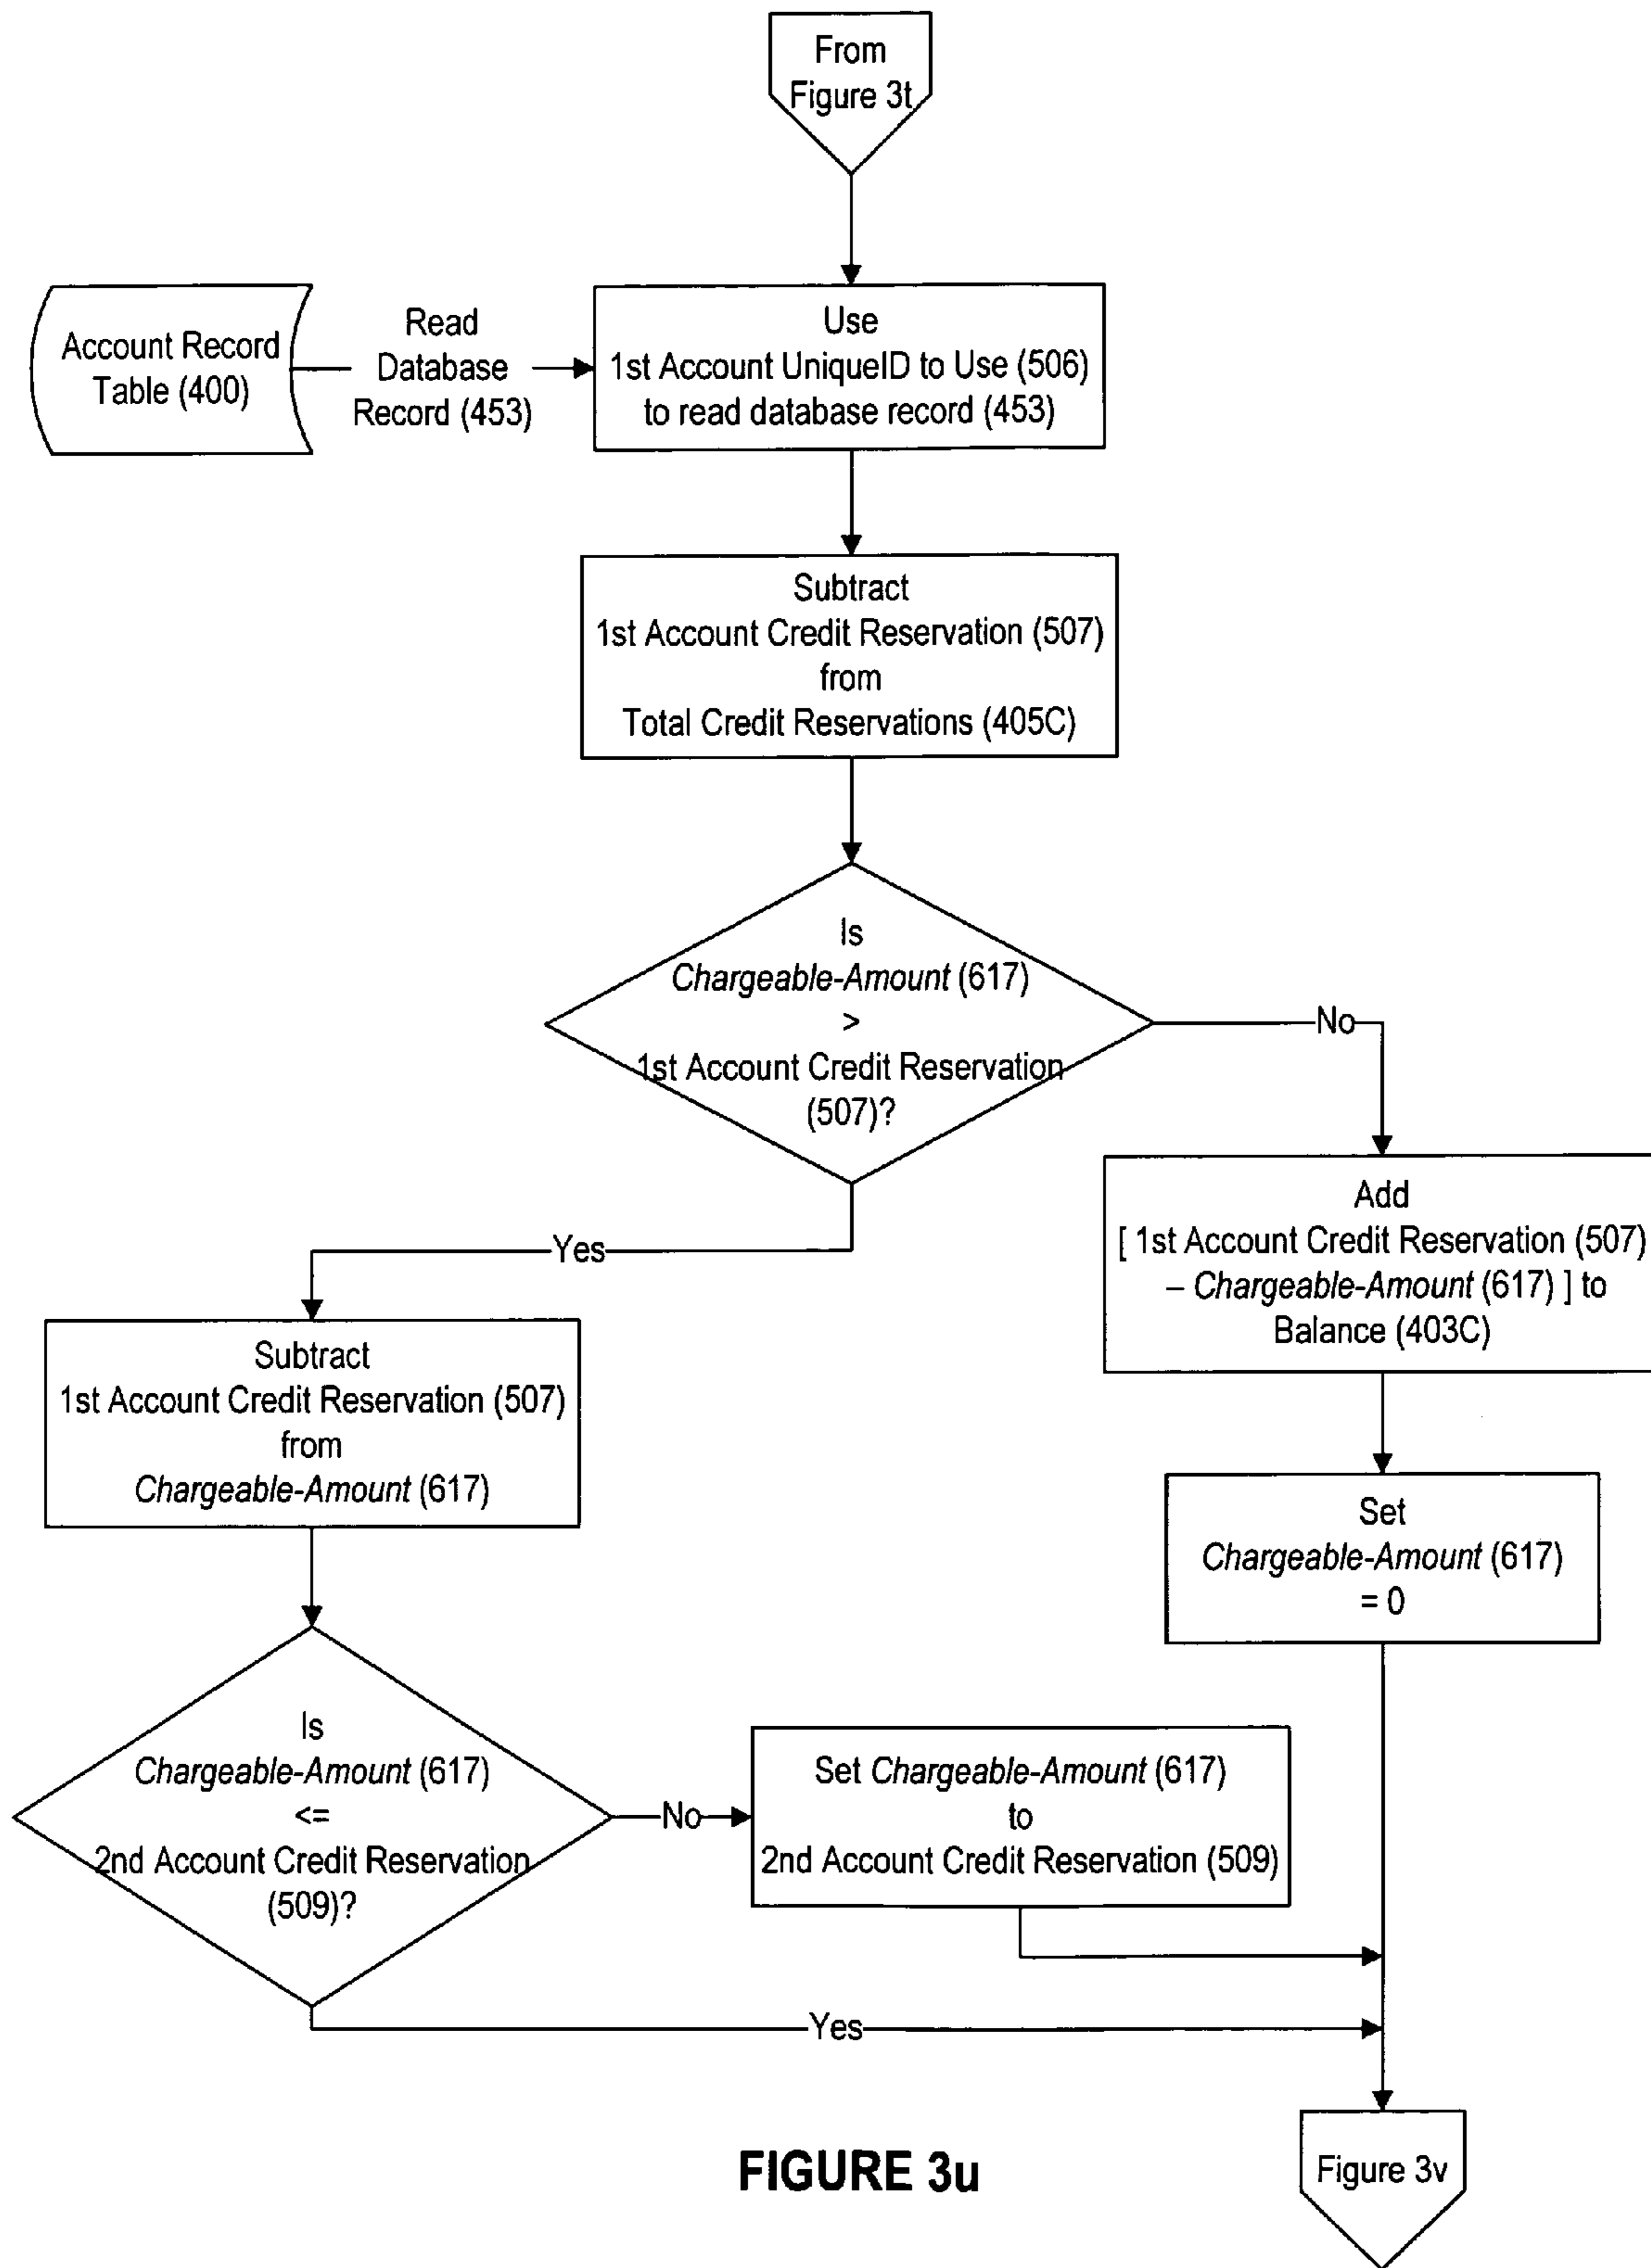 From
Figure 3t
Account Record
Table (400)
Read
Database
Record (453)
Use
1st Account UniqueID to Use (506)
to read database record (453)
Subtract
1st Account Credit Reservation (507)
from
Total Credit Reservations (405C)
Is
Chargeable-Amount (617)
>
1st Account Credit Reservation
(507)?
No
Yes
Add
[ 1st Account Credit Reservation (507)
– Chargeable-Amount (617) ] to
Balance (403C)
Subtract
1st Account Credit Reservation (507)
from
Chargeable-Amount (617)
Set
Chargeable-Amount (617)
= 0
Is
Chargeable-Amount (617)
<=
2nd Account Credit Reservation
(509)?
No
Set Chargeable-Amount (617)
to
2nd Account Credit Reservation (509)
Yes
FIGURE 3u
Figure 3v